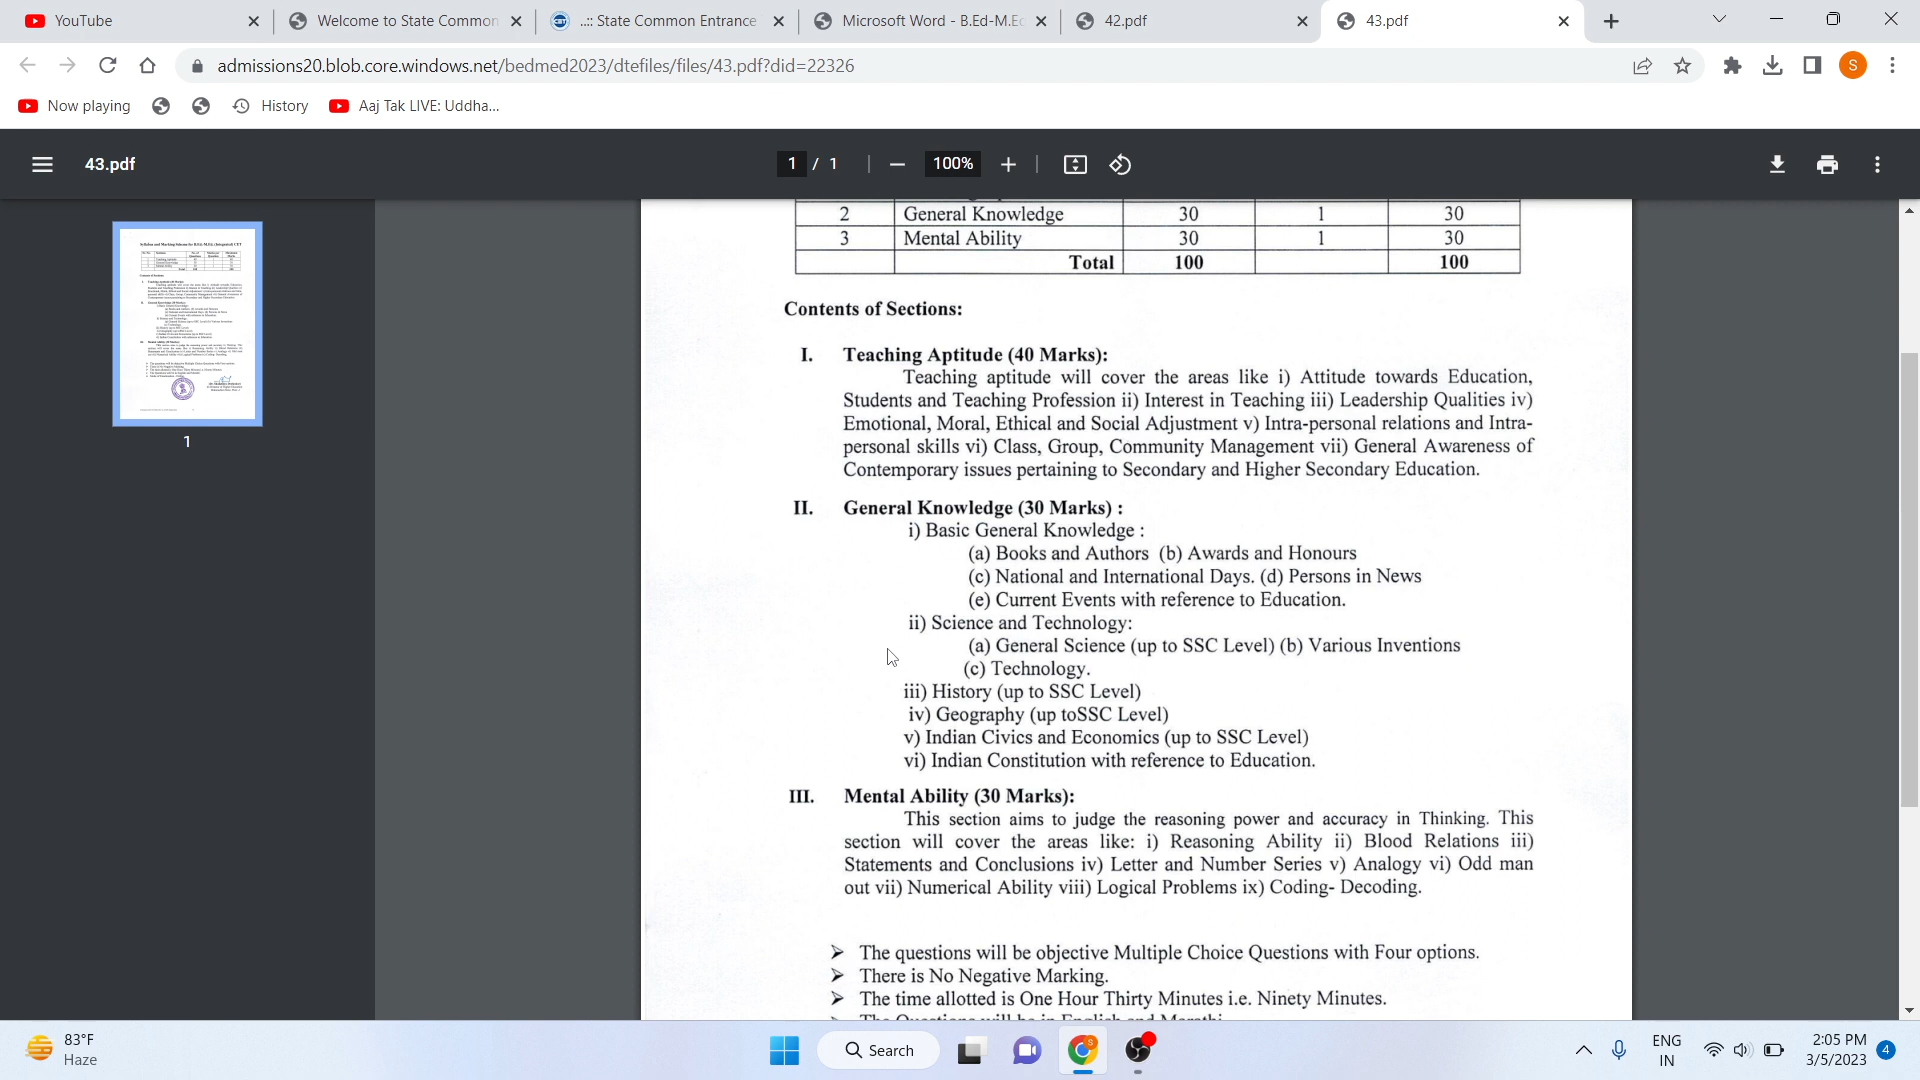 YouTube
Welcome to State Common
..:: State Common Entrance
Microsoft Word - B.Ed-M.Ed
42.pdf
43.pdf
admissions20.blob.core.windows.net/bedmed2023/dtefiles/files/43.pdf?did=22326
S
Now playing
History
Aaj Tak LIVE: Uddha...
43.pdf
1 / 1
100%
2 General Knowledge 30 1 30
3 Mental Ability 30 1 30
Total 100 100
Contents of Sections:
I. Teaching Aptitude (40 Marks):
Teaching aptitude will cover the areas like i) Attitude towards Education,
Students and Teaching Profession ii) Interest in Teaching iii) Leadership Qualities iv)
Emotional, Moral, Ethical and Social Adjustment v) Intra-personal relations and Intra-
personal skills vi) Class, Group, Community Management vii) General Awareness of
Contemporary issues pertaining to Secondary and Higher Secondary Education.
II. General Knowledge (30 Marks) :
i) Basic General Knowledge :
(a) Books and Authors (b) Awards and Honours
(c) National and International Days. (d) Persons in News
(e) Current Events with reference to Education.
ii) Science and Technology:
(a) General Science (up to SSC Level) (b) Various Inventions
(c) Technology.
iii) History (up to SSC Level)
iv) Geography (up toSSC Level)
v) Indian Civics and Economics (up to SSC Level)
vi) Indian Constitution with reference to Education.
III. Mental Ability (30 Marks):
This section aims to judge the reasoning power and accuracy in Thinking. This
section will cover the areas like: i) Reasoning Ability ii) Blood Relations iii)
Statements and Conclusions iv) Letter and Number Series v) Analogy vi) Odd man
out vii) Numerical Ability viii) Logical Problems ix) Coding- Decoding.
➢ The questions will be objective Multiple Choice Questions with Four options.
➢ There is No Negative Marking.
➢ The time allotted is One Hour Thirty Minutes i.e. Ninety Minutes.
The Questions will be in English and Marathi
1
83°F
Haze
Search
ENG
IN
2:05 PM
3/5/2023
4